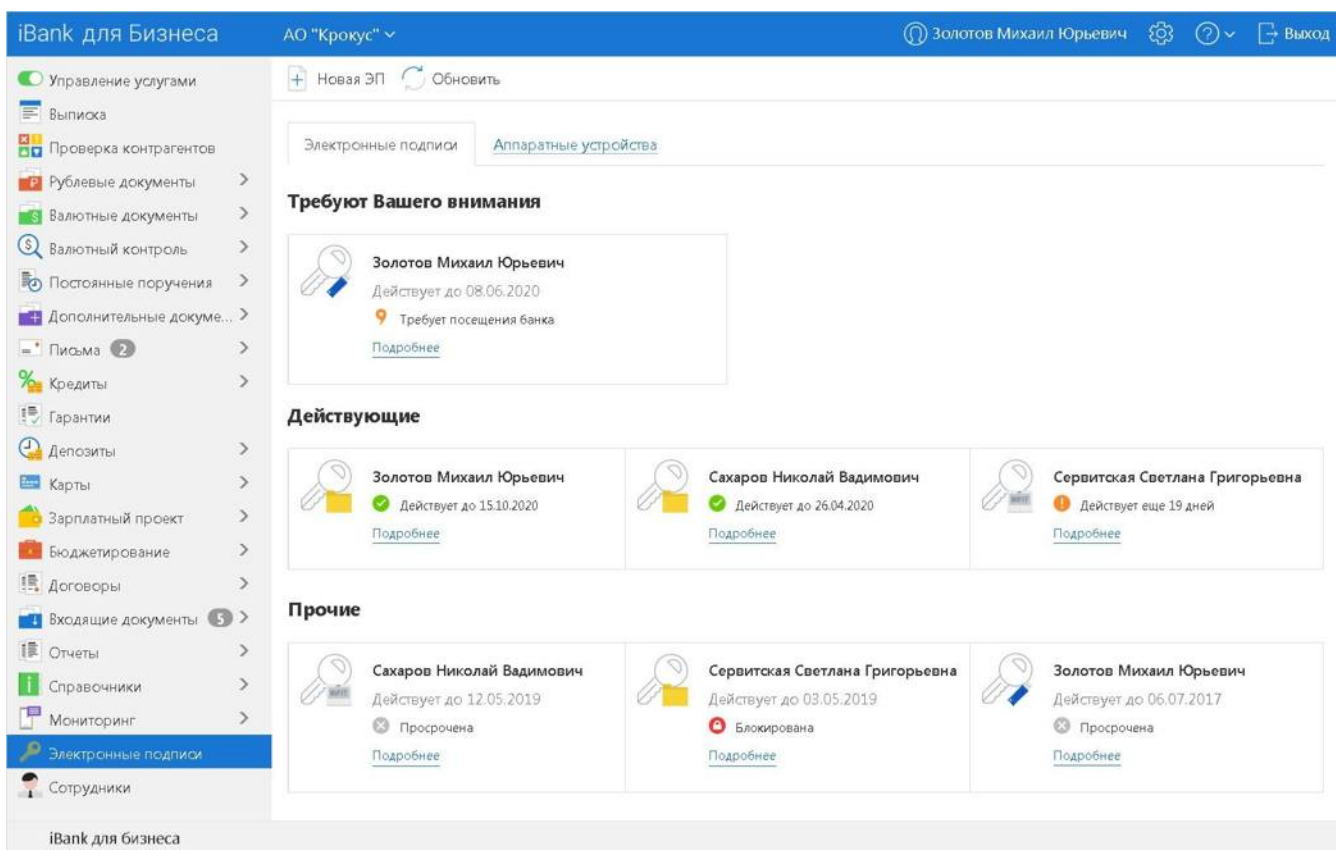 iBank для Бизнеса
АО "Крокус"
Золотов Михаил Юрьевич
Выход
Управление услугами
Выписка
Проверка контрагентов
Рублевые документы
Валютные документы
Валютный контроль
Постоянные поручения
Дополнительные докуме...
Письма 2
Кредиты
Гарантии
Депозиты
Карты
Зарплатный проект
Бюджетирование
Договоры
Входящие документы 5
Отчеты
Справочники
Мониторинг
Электронные подписи
Сотрудники
Новая ЭП
Обновить
Электронные подписи
Аппаратные устройства
Требуют Вашего внимания
Золотов Михаил Юрьевич
Действует до 08.06.2020
Требует посещения банка
Подробнее
Действующие
Золотов Михаил Юрьевич
Действует до 15.10.2020
Подробнее
Сахаров Николай Вадимович
Действует до 26.04.2020
Подробнее
Сервитская Светлана Григорьевна
Действует еще 19 дней
Подробнее
Прочие
Сахаров Николай Вадимович
Действует до 12.05.2019
Просрочена
Подробнее
Сервитская Светлана Григорьевна
Действует до 03.05.2019
Блокирована
Подробнее
Золотов Михаил Юрьевич
Действует до 06.07.2017
Просрочена
Подробнее
iBank для бизнеса